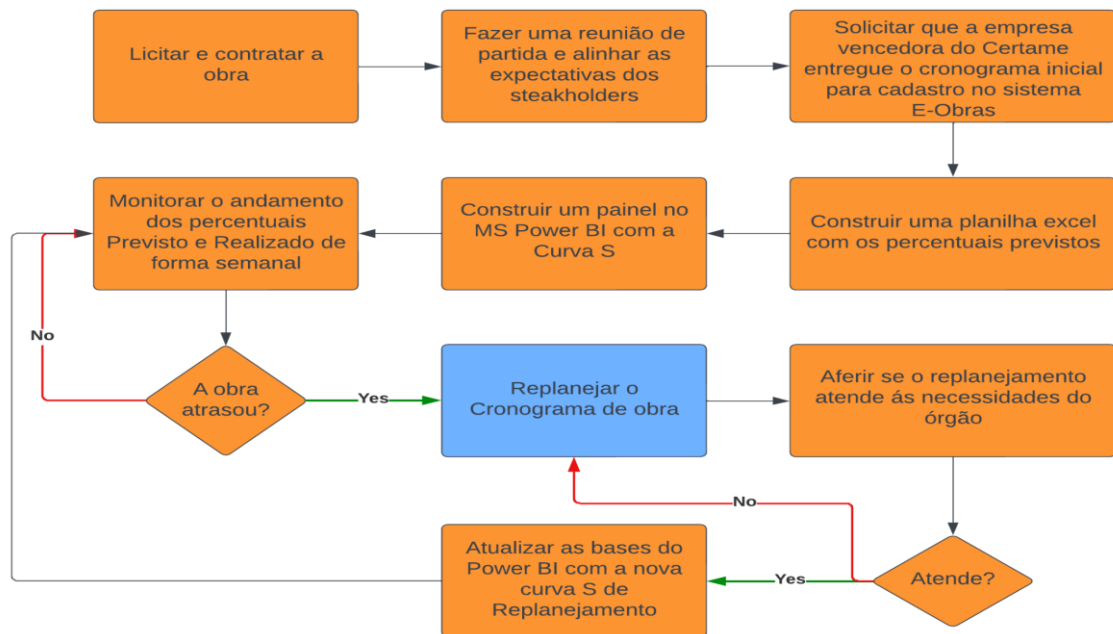 Licitar e contratar a
obra
Fazer uma reunião de
partida e alinhar as
expectativas dos
steakholders
Solicitar que a empresa
vencedora do Certame
entregue o cronograma inicial
para cadastro no sistema
E-Obras
Monitorar o andamento
dos percentuais
Previsto e Realizado de
forma semanal
Construir um painel no
MS Power BI com a
Curva S
Construir uma planilha excel
com os percentuais previstos
No
A obra
atrasou?
Yes
Replanejar o
Cronograma de obra
Aferir se o replanejamento
atende ás necessidades do
órgão
No
Atualizar as bases do
Power BI com a nova
curva S de
Replanejamento
Yes
Atende?